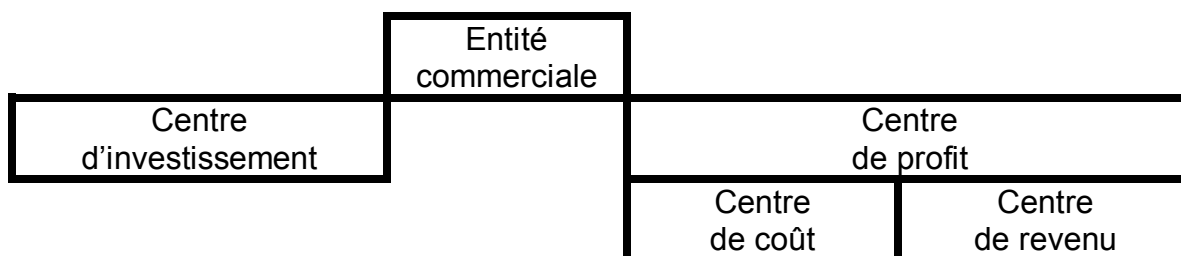 Entité
commerciale
Centre
d’investissement
Centre
de profit
Centre
de coût
Centre
de revenu